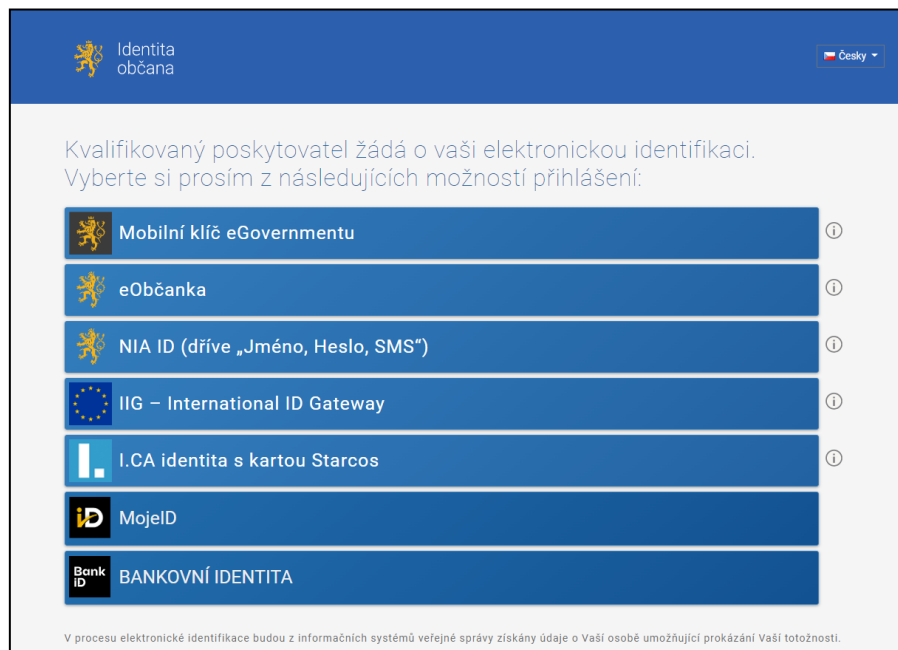 Identita
občana
Česky
Kvalifikovaný poskytovatel žádá o vaši elektronickou identifikaci.
Vyberte si prosím z následujících možností přihlášení:
Mobilní klíč eGovernmentu
eObčanka
NIA ID (dříve „Jméno, Heslo, SMS“)
IIG – International ID Gateway
I.CA identita s kartou Starcos
iD
MojeID
Bank
iD
BANKOVNÍ IDENTITA
V procesu elektronické identifikace budou z informačních systémů veřejné správy získány údaje o Vaší osobě umožňující prokázání Vaší totožnosti.